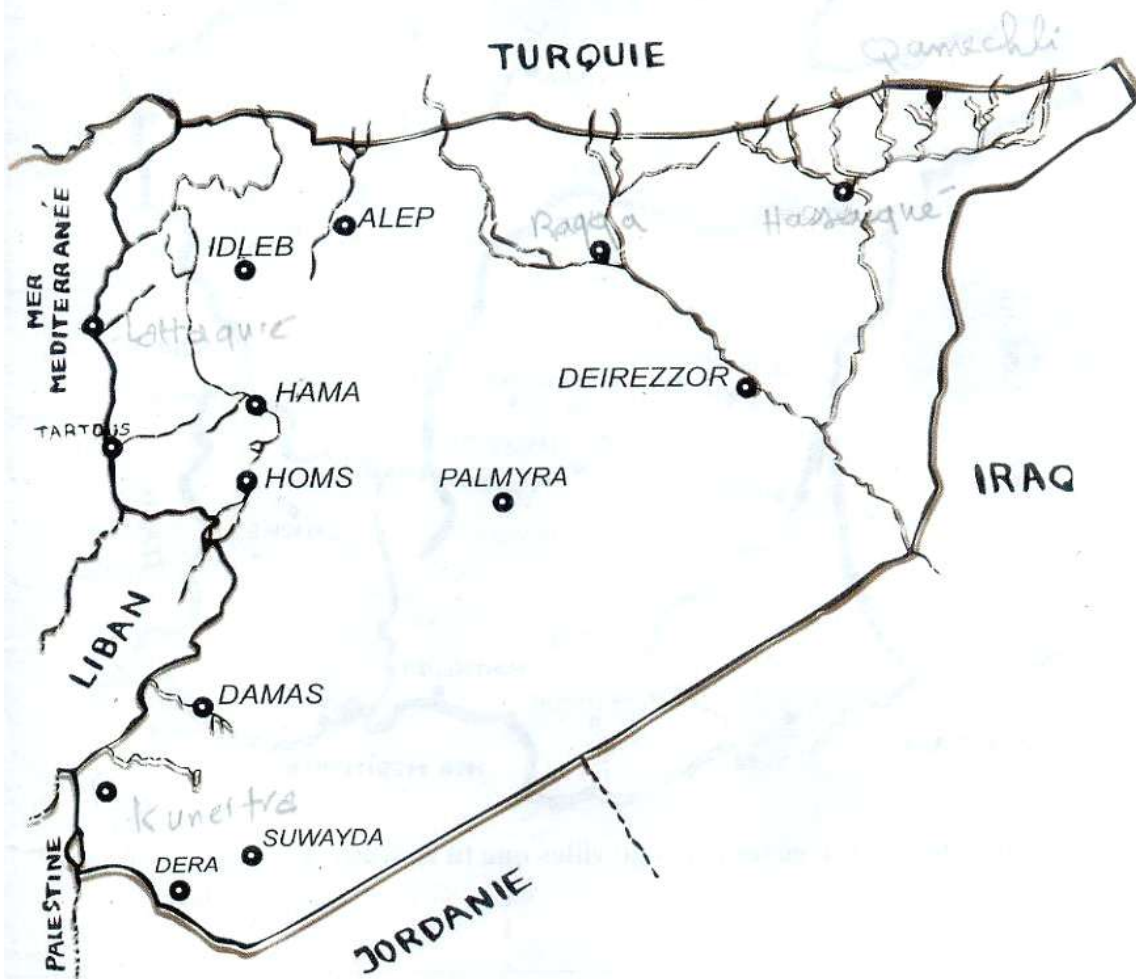 Qamechli
TURQUIE
MER
MEDITERRANÉE
ALEP
IDLEB
Raqqa
Hassaqué
Lattaquié
HAMA
DEIREZZOR
TARTOUS
HOMS
PALMYRA
IRAQ
LIBAN
DAMAS
Kuneitra
SUWAYDA
DERA
PALESTINE
JORDANIE